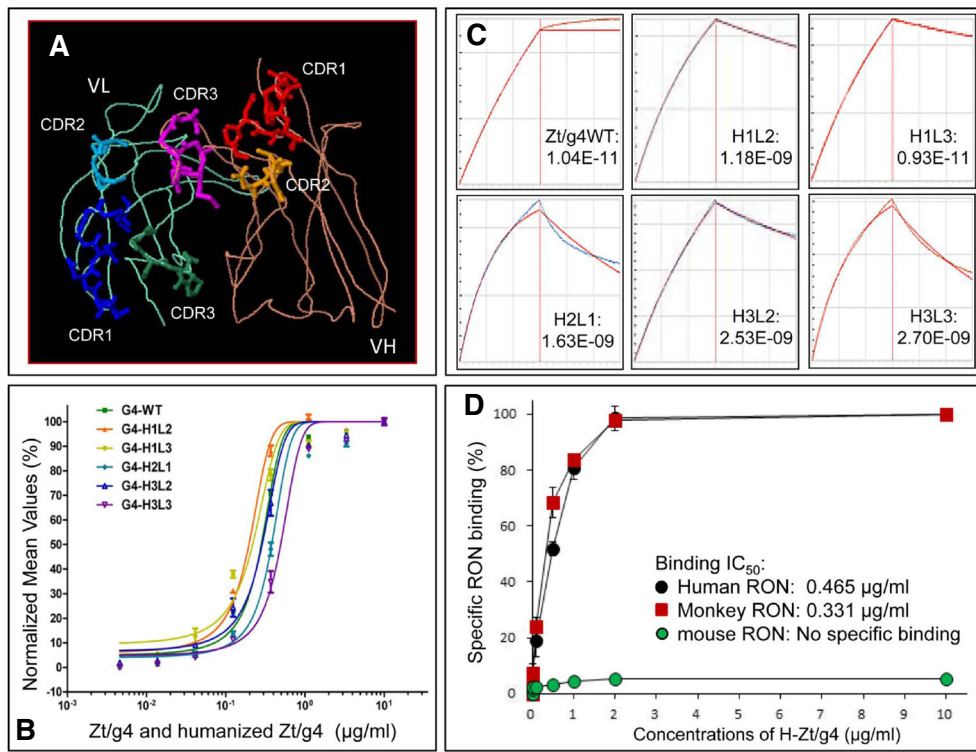 A
VL
CDR1
CDR3
CDR2
CDR2
CDR3
CDR1
VH
C
Zt/g4WT:
1.04E-11
H1L2:
1.18E-09
H1L3:
0.93E-11
H2L1:
1.63E-09
H3L2:
2.53E-09
H3L3:
2.70E-09
B
Normalized Mean Values (%)
100
90
80
70
60
50
40
30
20
10
0
-10
G4-WT
G4-H1L2
G4-H1L3
G4-H2L1
G4-H3L2
G4-H3L3
10-3
10-2
10-1
100
101
Zt/g4 and humanized Zt/g4 (µg/ml)
D
Specific RON binding (%)
100
80
60
40
20
0
Binding IC50:
Human RON: 0.465 µg/ml
Monkey RON: 0.331 µg/ml
mouse RON: No specific binding
0 1 2 3 4 5 6 7 8 9 10
Concentrations of H-Zt/g4 (µg/ml)